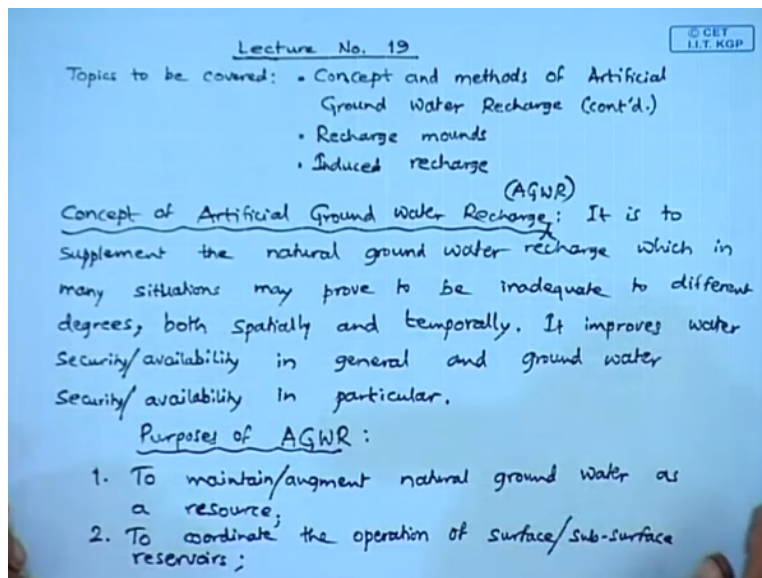 © CET
I.I.T. KGP
Lecture No. 19
Topics to be covered: • Concept and methods of Artificial
Ground Water Recharge (cont'd.)
• Recharge mounds
• Induced recharge
(AGWR)
Concept of Artificial Ground Water Recharge: It is to
supplement the natural ground water recharge which in
many situations may prove to be inadequate to different
degrees, both spatially and temporally. It improves water
security/availability in general and ground water
security/availability in particular.
Purposes of AGWR:
1. To maintain/augment natural ground water as
a resource;
2. To coordinate the operation of surface/sub-surface
reservoirs;